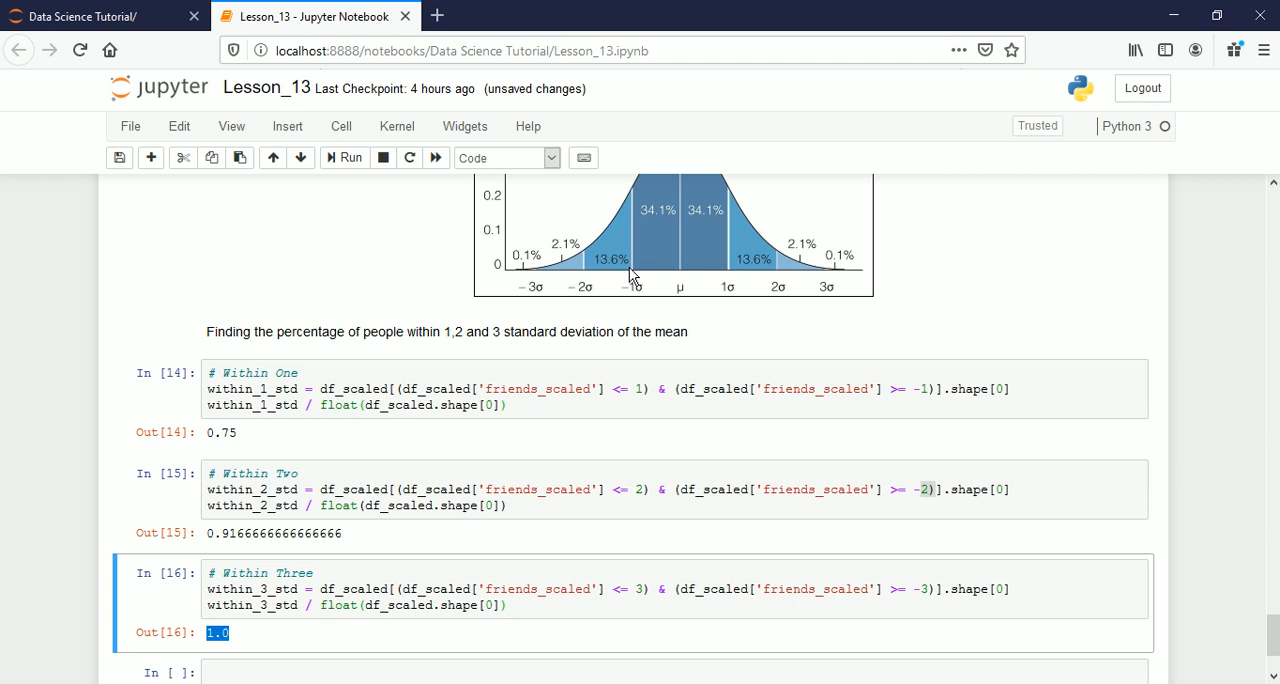 Data Science Tutorial/
Lesson_13 - Jupyter Notebook
localhost:8888/notebooks/Data Science Tutorial/Lesson_13.ipynb
jupyter Lesson_13 Last Checkpoint: 4 hours ago (unsaved changes)
Logout
File Edit View Insert Cell Kernel Widgets Help
Trusted
Python 3
Run
Code
0.2
34.1% 34.1%
0.1
0.1% 2.1% 13.6% 13.6% 2.1% 0.1%
0
-3σ -2σ -1σ μ 1σ 2σ 3σ
Finding the percentage of people within 1,2 and 3 standard deviation of the mean
In [14]: # Within One
within_1_std = df_scaled[(df_scaled['friends_scaled'] <= 1) & (df_scaled['friends_scaled'] >= -1)].shape[0]
within_1_std / float(df_scaled.shape[0])
Out[14]: 0.75
In [15]: # Within Two
within_2_std = df_scaled[(df_scaled['friends_scaled'] <= 2) & (df_scaled['friends_scaled'] >= -2)].shape[0]
within_2_std / float(df_scaled.shape[0])
Out[15]: 0.9166666666666666
In [16]: # Within Three
within_3_std = df_scaled[(df_scaled['friends_scaled'] <= 3) & (df_scaled['friends_scaled'] >= -3)].shape[0]
within_3_std / float(df_scaled.shape[0])
Out[16]: 1.0
In [ ]: